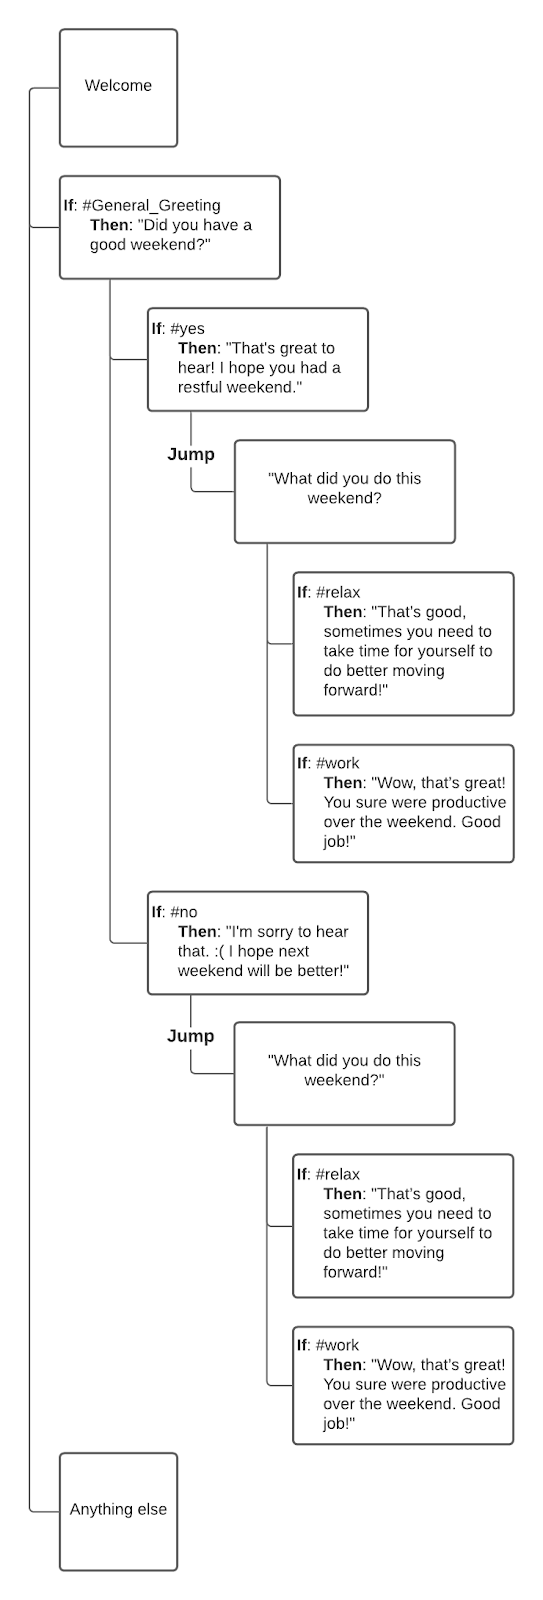 Welcome
If: #General_Greeting
Then: "Did you have a
good weekend?"
If: #yes
Then: "That's great to
hear! I hope you had a
restful weekend."
Jump
"What did you do this
weekend?
If: #relax
Then: "That's good,
sometimes you need to
take time for yourself to
do better moving
forward!"
If: #work
Then: "Wow, that's great!
You sure were productive
over the weekend. Good
job!"
If: #no
Then: "I'm sorry to hear
that. :( I hope next
weekend will be better!"
Jump
"What did you do this
weekend?"
If: #relax
Then: "That's good,
sometimes you need to
take time for yourself to
do better moving
forward!"
If: #work
Then: "Wow, that's great!
You sure were productive
over the weekend. Good
job!"
Anything else